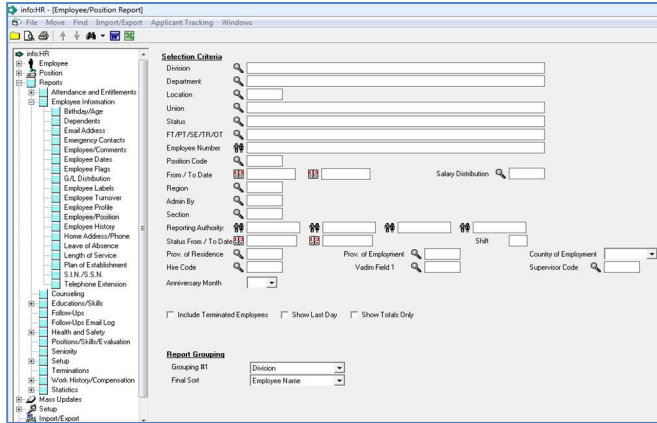 info:HR - [Employee/Position Report]
File Move Find Import/Export Applicant Tracking Windows
info:HR
Employee
Position
Reports
Attendance and Entitlements
Employee Information
Birthday/Age
Dependents
Email Address
Emergency Contacts
Employee/Comments
Employee Dates
Employee Flags
G/L Distribution
Employee Labels
Employee Turnover
Employee Profile
Employee/Position
Employee History
Home Address/Phone
Leave of Absence
Length of Service
Plan of Establishment
S.I.N./S.S.N.
Telephone Extension
Counseling
Educations/Skills
Follow-Ups
Follow-Ups Email Log
Health and Safety
Positions/Skills/Evaluation
Seniority
Setup
Terminations
Work History/Compensation
Statistics
Mass Updates
Setup
Import/Export
Selection Criteria
Division
Department
Location
Union
Status
FT/PT/SE/TR/OT
Employee Number
Position Code
From / To Date Salary Distribution
Region
Admin By
Section
Reporting Authority:
Status From / To Date Shift
Prov. of Residence Prov. of Employment Country of Employment
Hire Code Vadim Field 1 Supervisor Code
Anniversary Month
Include Terminated Employees Show Last Day Show Totals Only
Report Grouping
Grouping #1 Division
Final Sort Employee Name